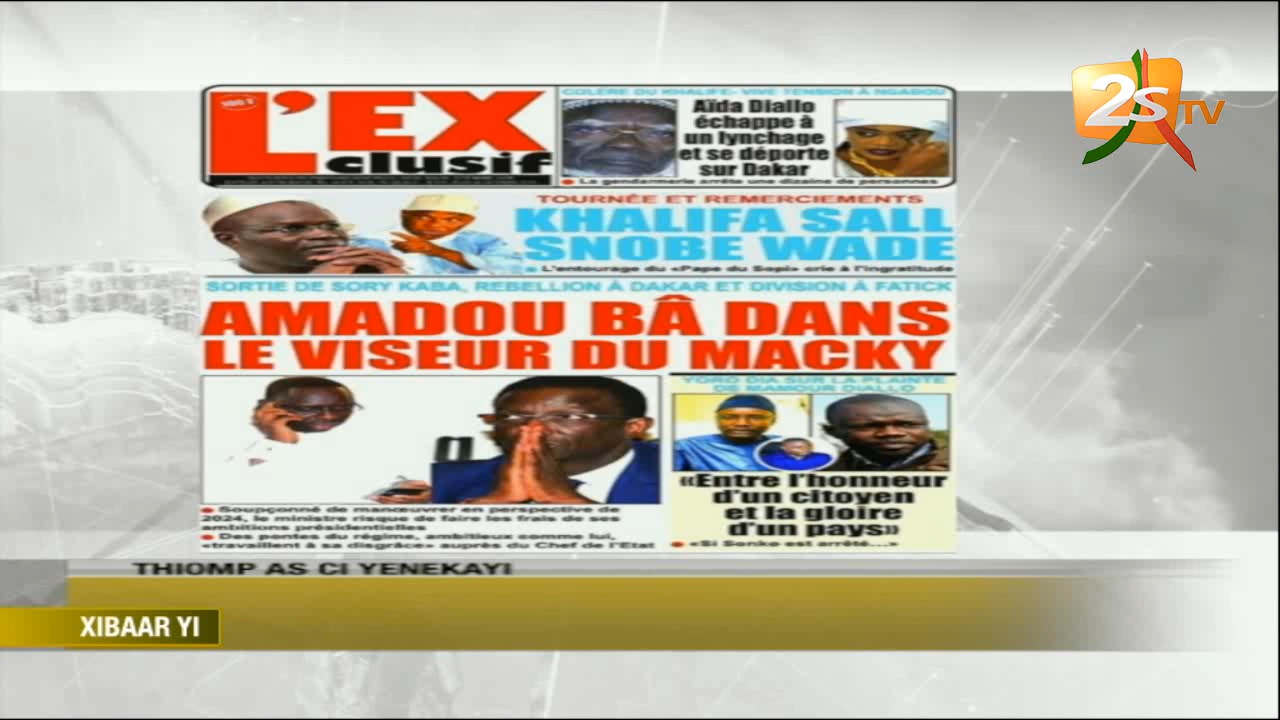 2STV
100 F
L'EX
clusif
COLÈRE DU KHALIFE- VIVE TENSION À NGABOU
Aïda Diallo
échappe à
un lynchage
et se déporte
sur Dakar
La gendarmerie arrête une dizaine de personnes
TOURNÉE ET REMERCIEMENTS
KHALIFA SALL
SNOBE WADE
L'entourage du «Pape du Sopi» crie à l'ingratitude
SORTIE DE SORY KABA, REBELLION À DAKAR ET DIVISION À FATICK
AMADOU BÂ DANS
LE VISEUR DU MACKY
Soupçonné de manœuvrer en perspective de
2024, le ministre risque de faire les frais de ses
ambitions présidentielles
Des pontes du régime, ambitieux comme lui,
«travaillent à sa disgrâce» auprès du Chef de l'Etat
YORO DIA SUR LA PLAINTE
DE MAMOUR DIALLO
«Entre l'honneur
d'un citoyen
et la gloire
d'un pays»
«Si Sonko est arrêté...»
THIOMP AS CI YENEKAYI
XIBAAR YI